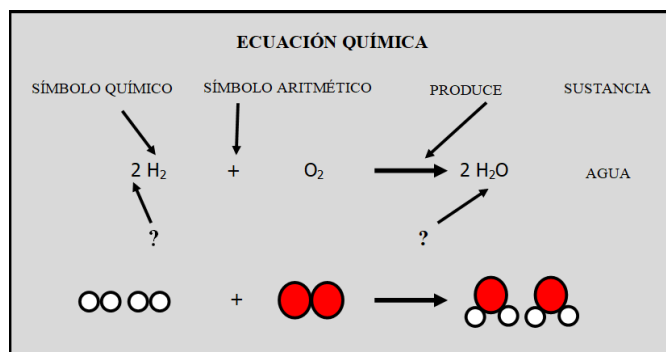 ECUACIÓN QUÍMICA
SÍMBOLO QUÍMICO SÍMBOLO ARITMÉTICO PRODUCE SUSTANCIA
2 H₂ + O₂ 2 H₂O AGUA
? ?
+